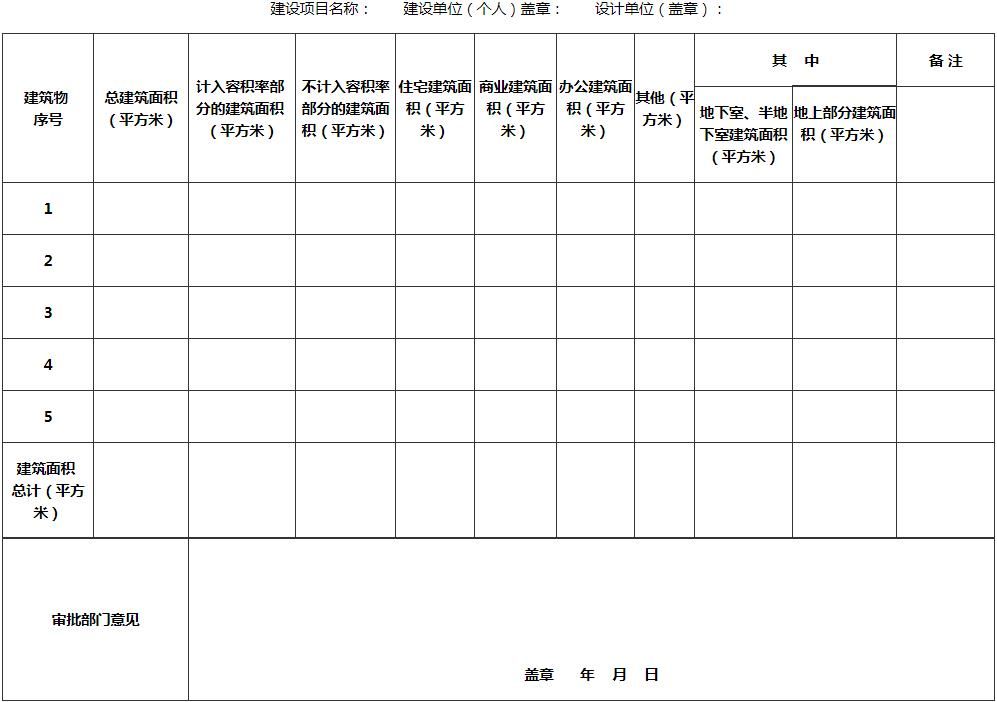 建设项目名称： 建设单位（个人）盖章： 设计单位（盖章）：
建筑物
序号
总建筑面积
（平方米）
计入容积率部
分的建筑面积
（平方米）
不计入容积率
部分的建筑面
积（平方米）
住宅建筑面
积（平方
米）
商业建筑面
积（平方
米）
办公建筑面
积（平方
米）
其他（平
方米）
其 中
地下室、半地
下室建筑面积
（平方米）
地上部分建筑面
积（平方米）
备 注
1
2
3
4
5
建筑面积
总计（平方
米）
审批部门意见
盖章 年 月 日